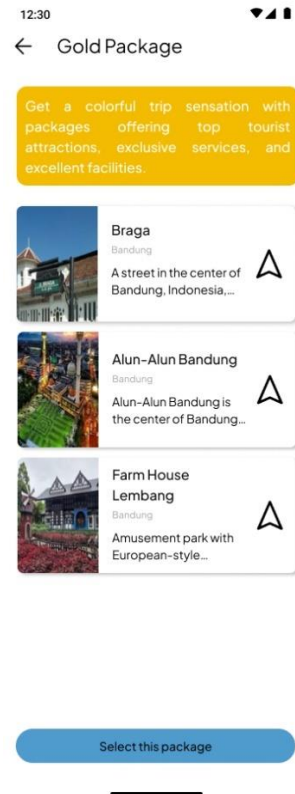 12:30
Gold Package
Get a colorful trip sensation with
packages offering top tourist
attractions, exclusive services, and
excellent facilities.
Braga
Bandung
A street in the center of
Bandung, Indonesia,...
Alun-Alun Bandung
Bandung
Alun-Alun Bandung is
the center of Bandung...
Farm House
Lembang
Bandung
Amusement park with
European-style...
Select this package